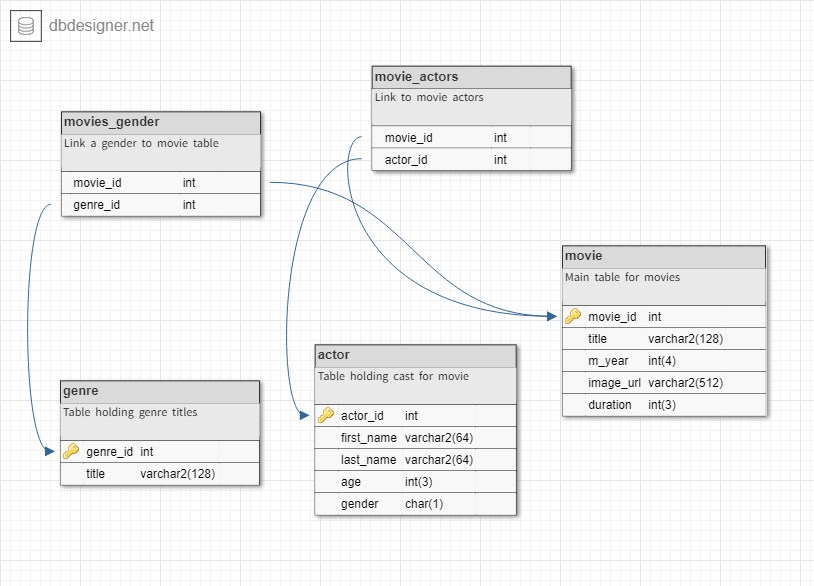 dbdesigner.net
movie_actors
Link to movie actors
movie_id int
actor_id int
movies_gender
Link a gender to movie table
movie_id int
genre_id int
movie
Main table for movies
movie_id int
title varchar2(128)
m_year int(4)
image_url varchar2(512)
duration int(3)
actor
Table holding cast for movie
actor_id int
first_name varchar2(64)
last_name varchar2(64)
age int(3)
gender char(1)
genre
Table holding genre titles
genre_id int
title varchar2(128)